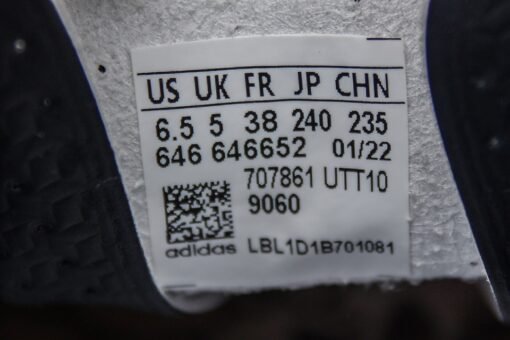 US UK FR JP CHN
6.5 5 38 240 235
646 646652 01/22
707861 UTT10
9060
adidas LBL1D1B701081